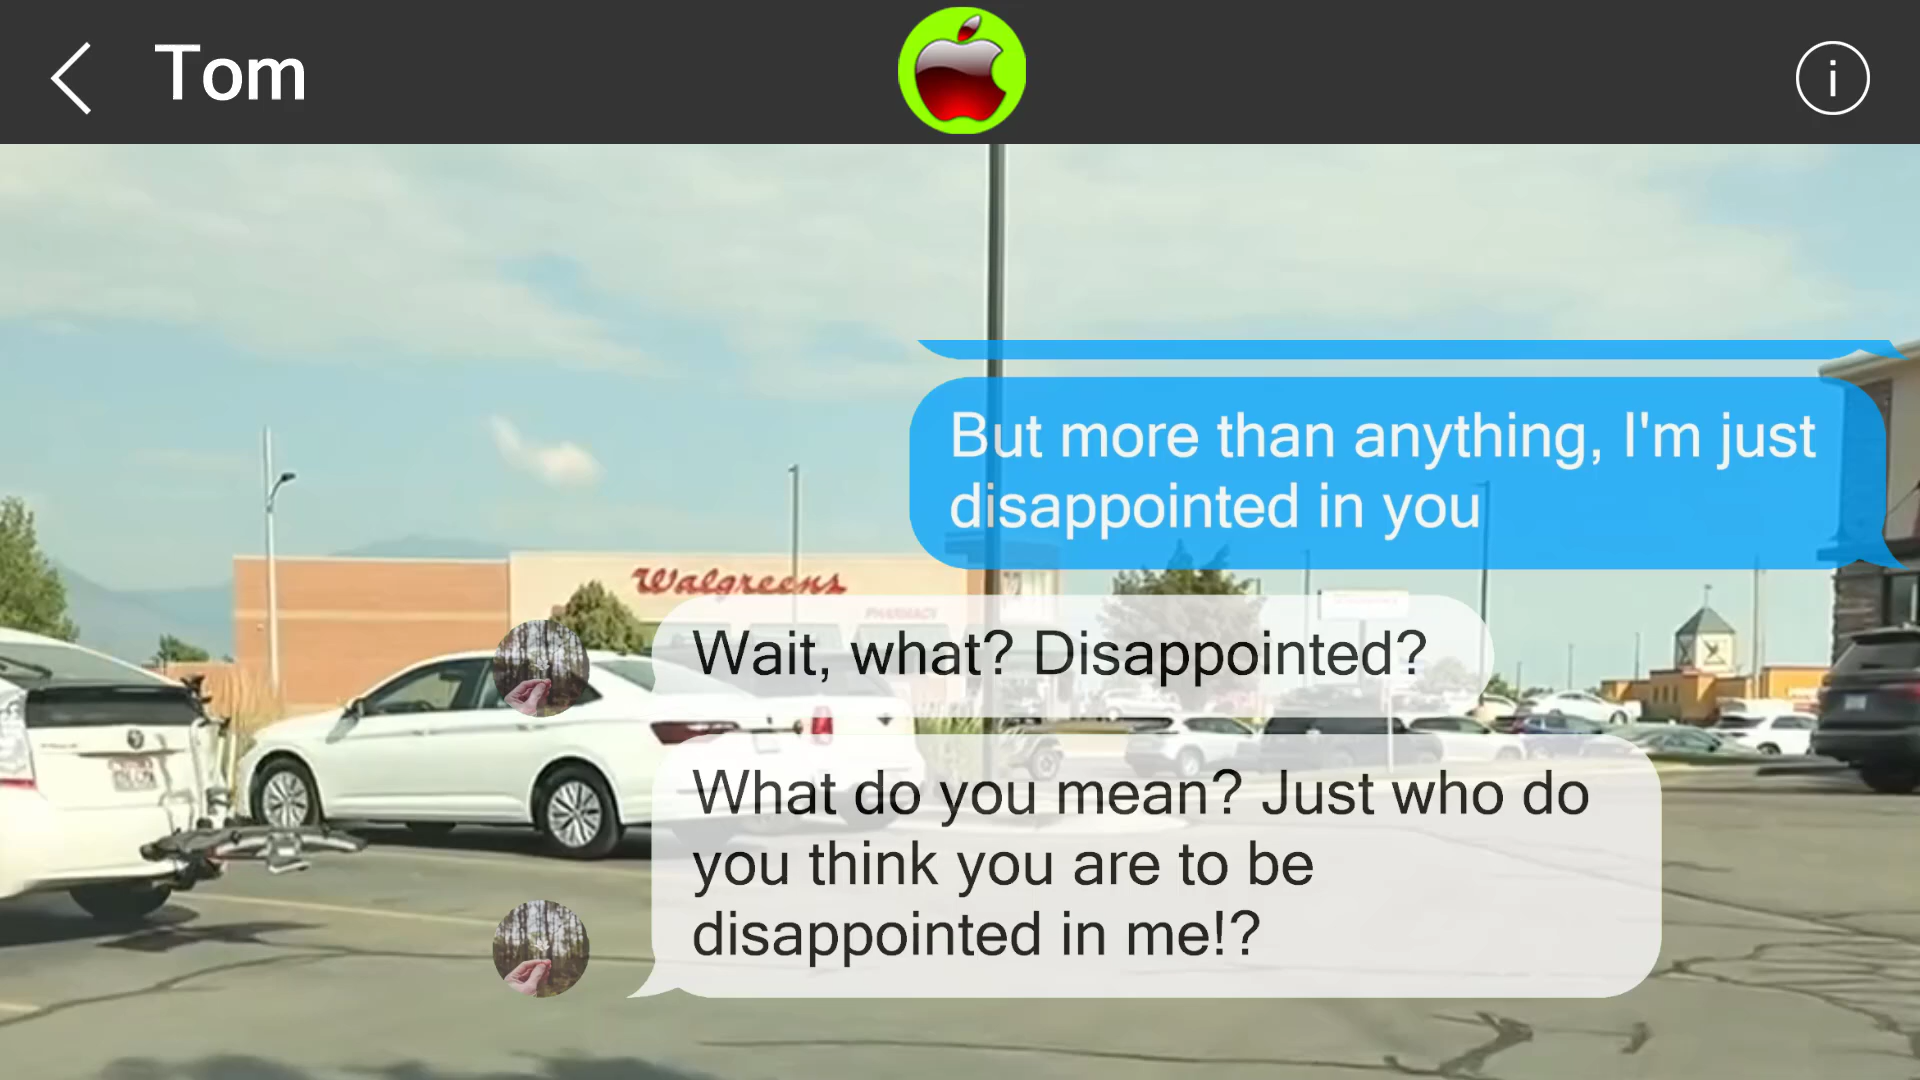 Tom
i
But more than anything, I'm just
disappointed in you
Walgreens
PHARMACY
Wait, what? Disappointed?
What do you mean? Just who do
you think you are to be
disappointed in me!?